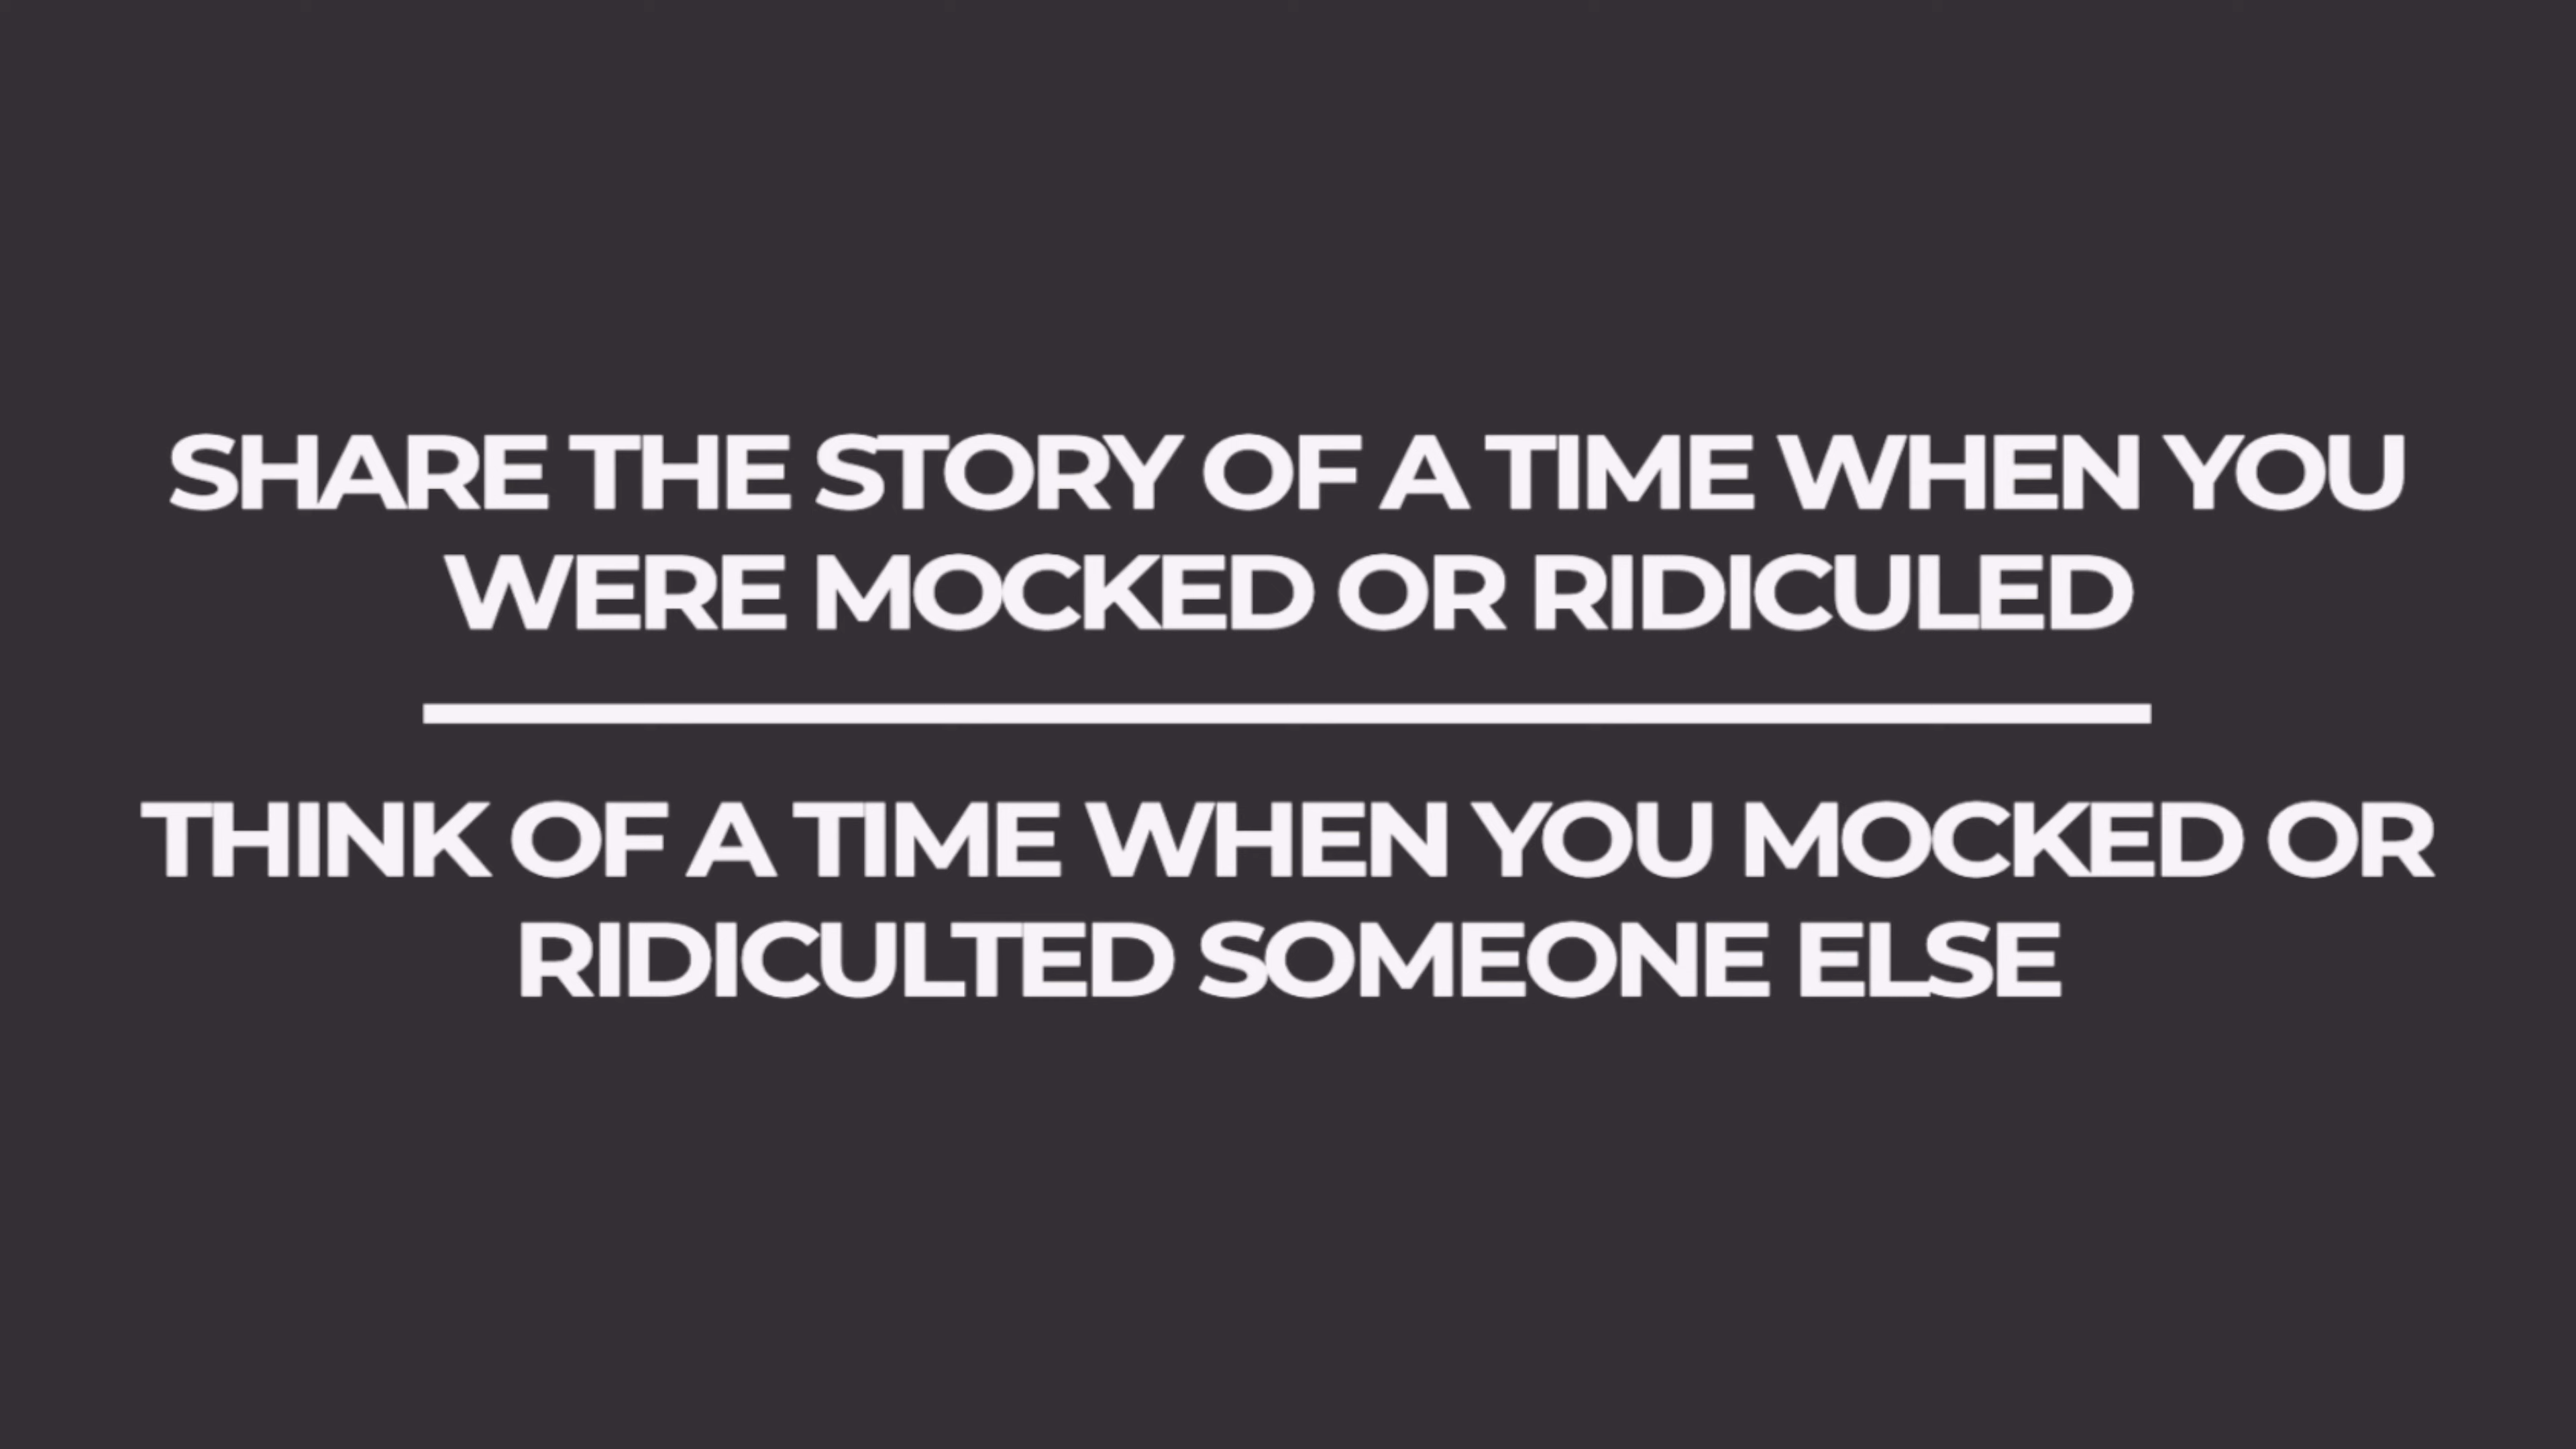 SHARE THE STORY OF A TIME WHEN YOU
WERE MOCKED OR RIDICULED
THINK OF A TIME WHEN YOU MOCKED OR
RIDICULTED SOMEONE ELSE